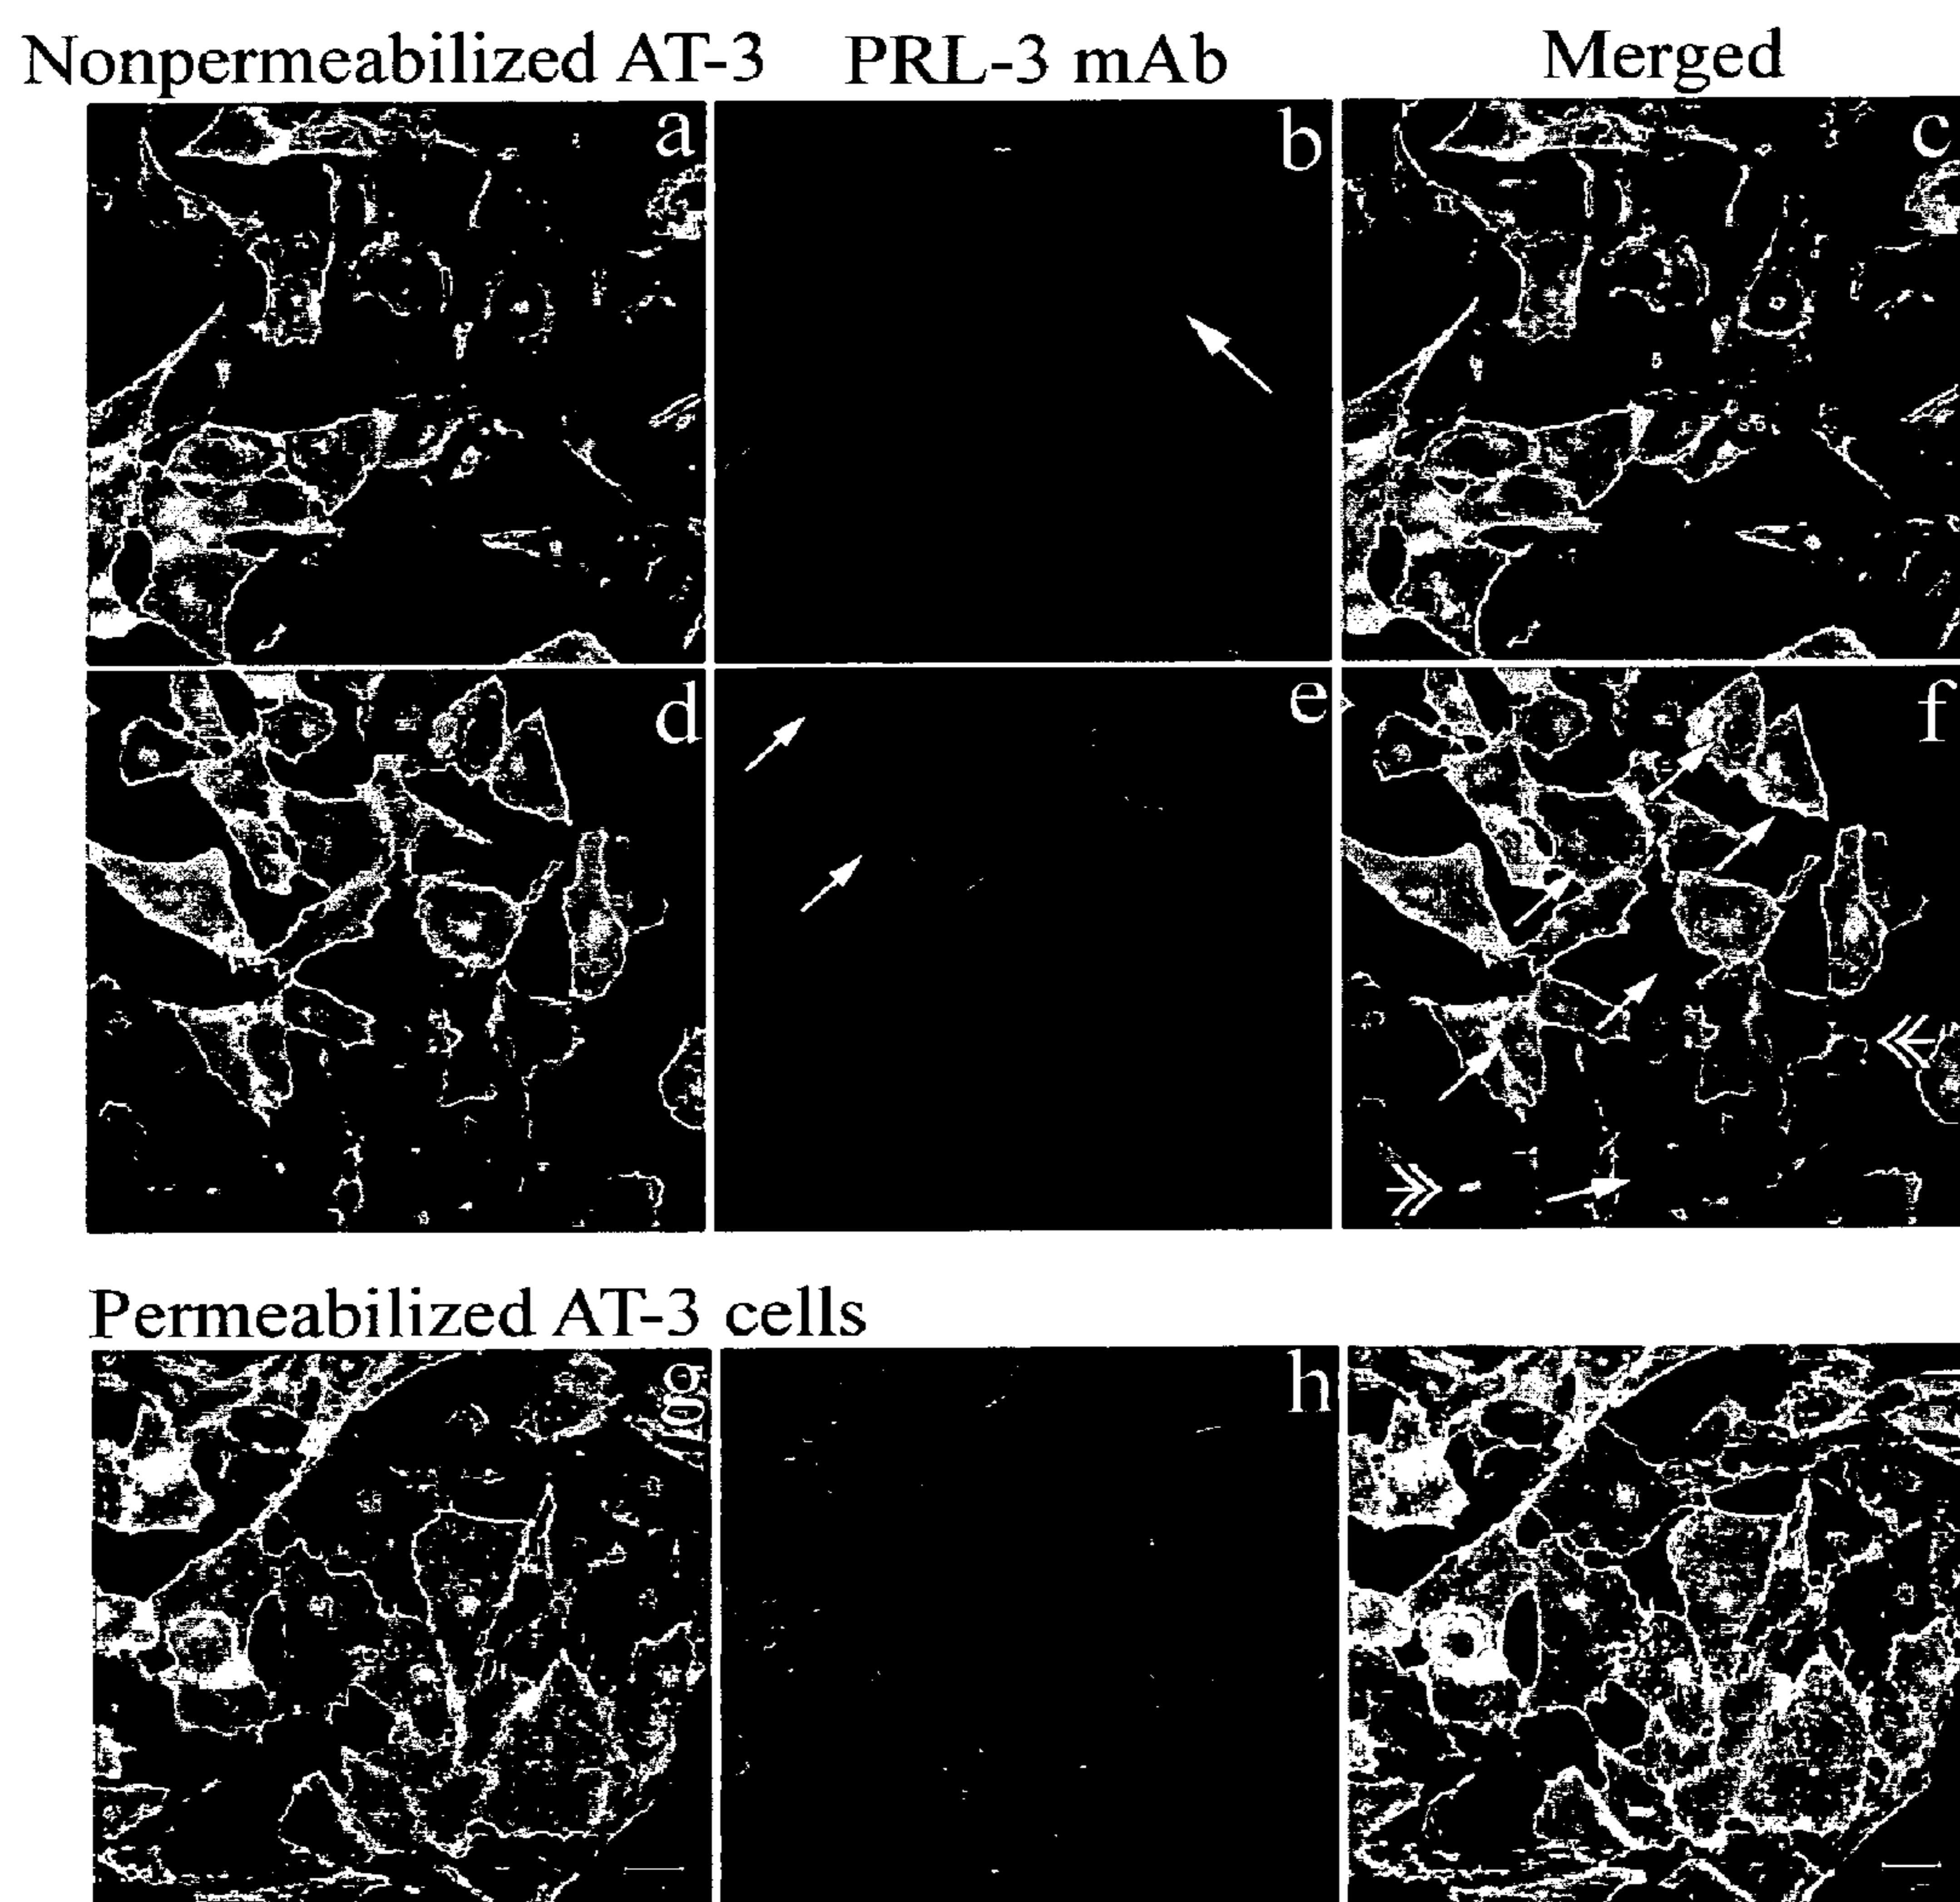 Nonpermeabilized AT-3 PRL-3 mAb Merged
a b c
d e f
Permeabilized AT-3 cells
g h